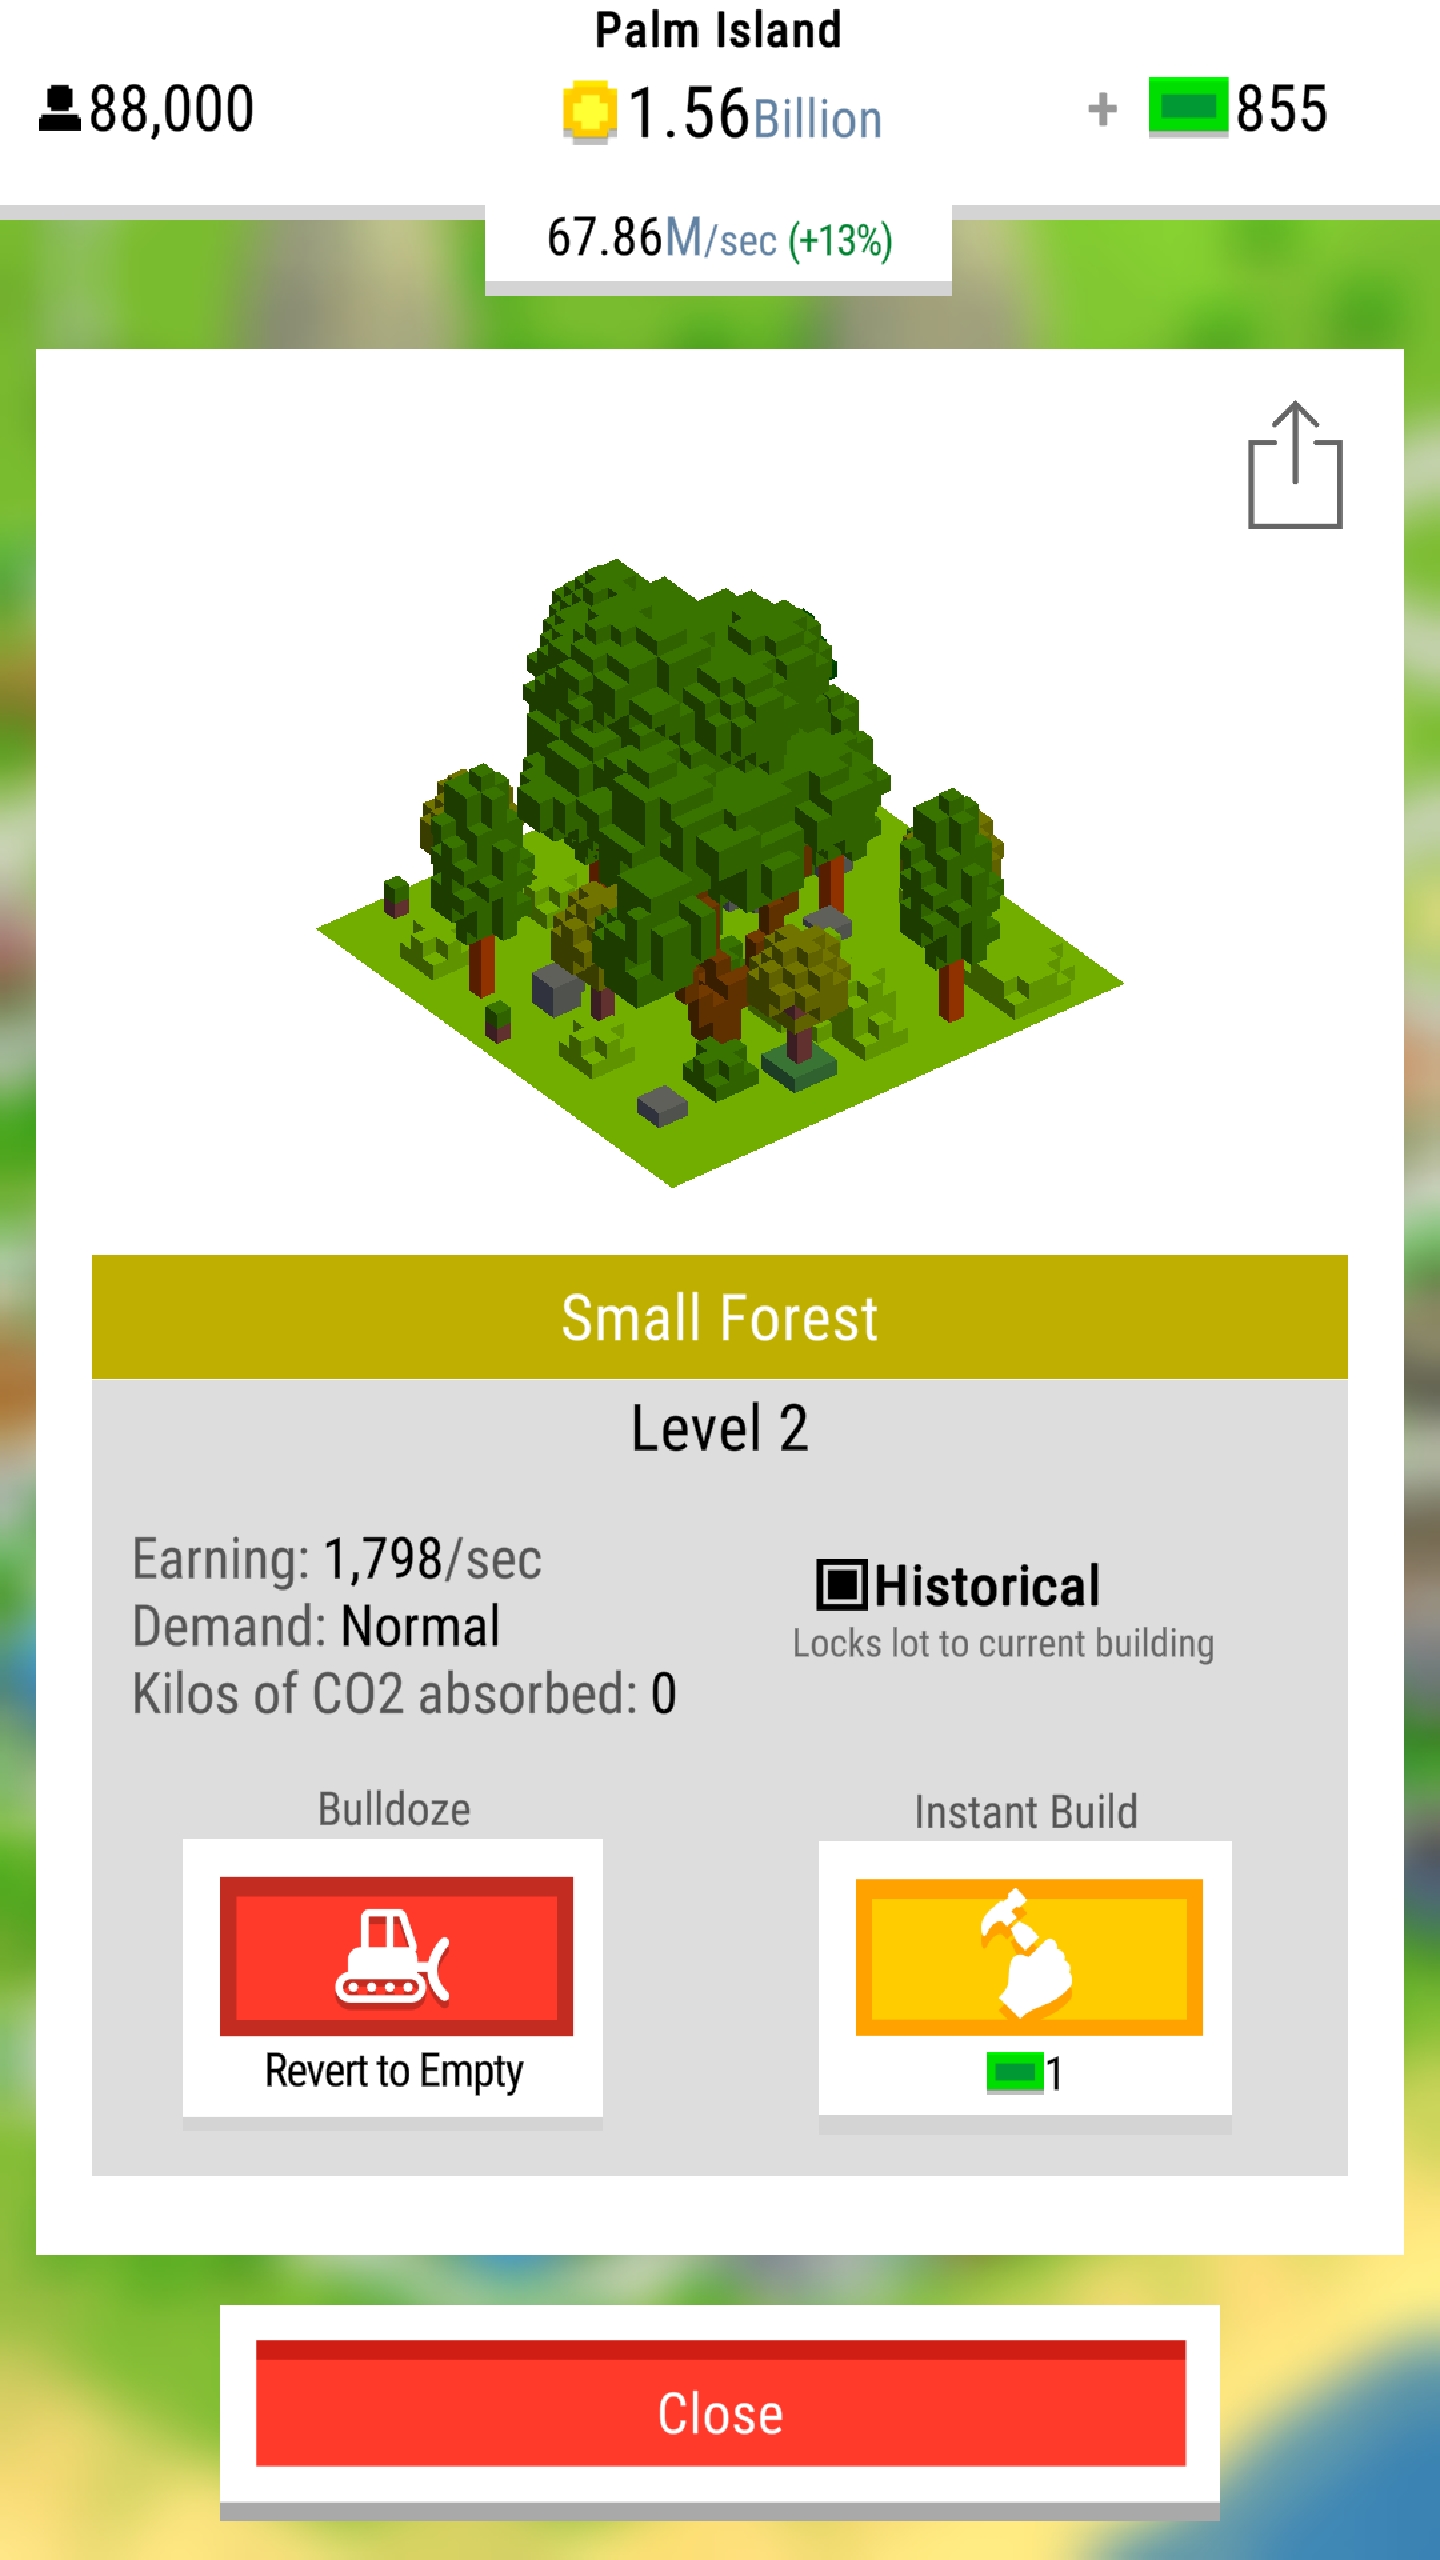 Palm Island
88,000
1.56Billion
+ 855
67.86M/sec (+13%)
Small Forest
Level 2
Earning: 1,798/sec
Demand: Normal
Kilos of CO2 absorbed: 0
Historical
Locks lot to current building
Bulldoze
Revert to Empty
Instant Build
1
Close